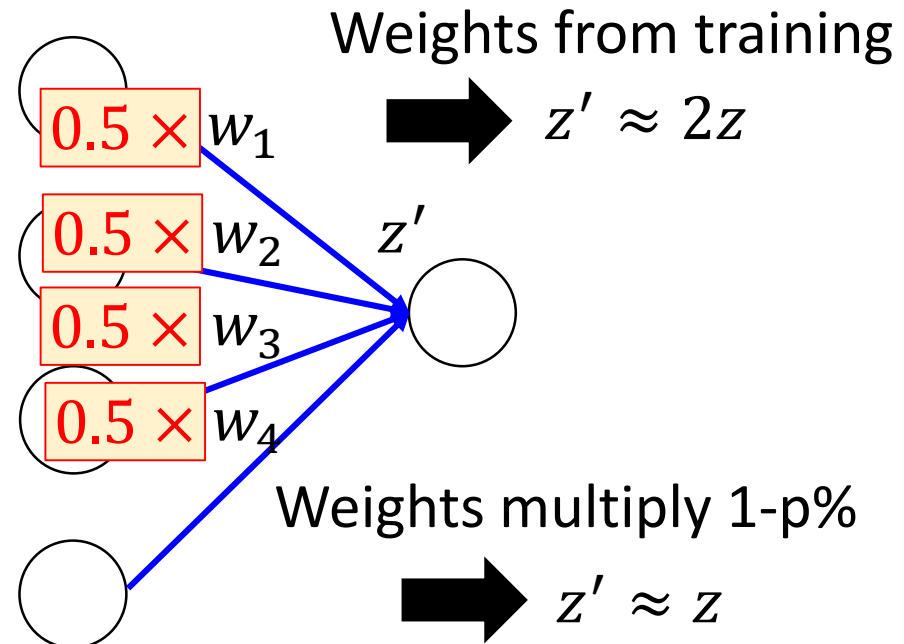 Weights from training
0.5 × w₁
z′ ≈ 2z
0.5 × w₂
z′
0.5 × w₃
0.5 × w₄
Weights multiply 1-p%
z′ ≈ z